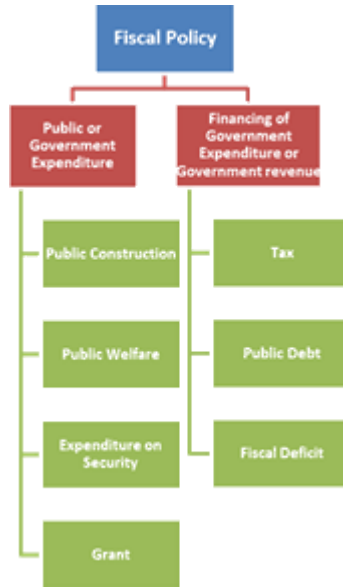 Fiscal Policy
Public or
Government
Expenditure
Financing of
Government
Expenditure or
Government revenue
Public Construction
Public Welfare
Expenditure on
Security
Grant
Tax
Public Debt
Fiscal Deficit